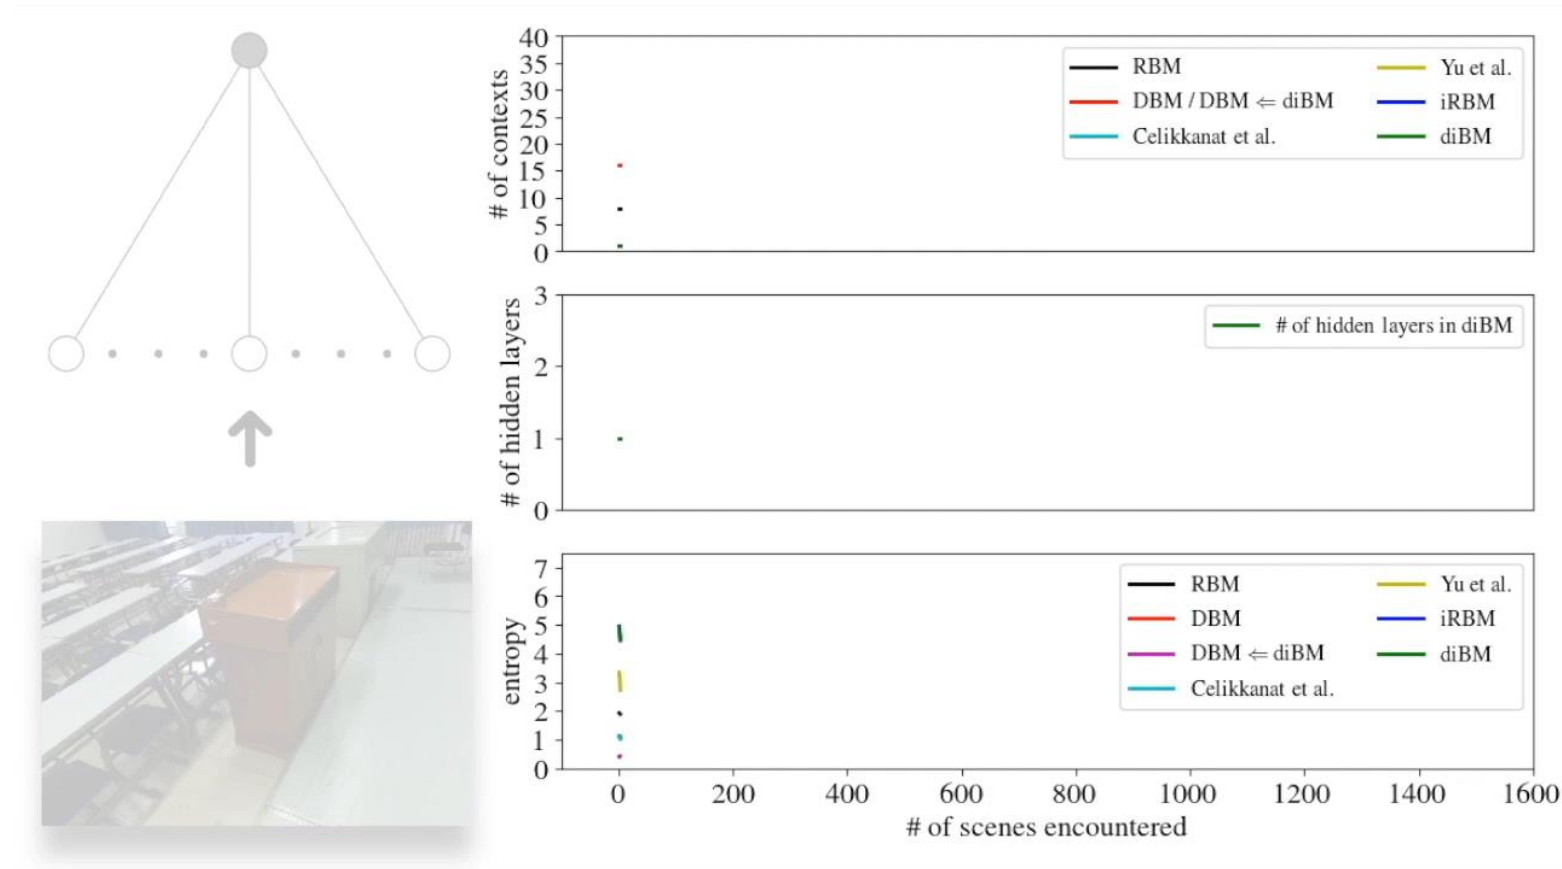 40
35
30
25
20
15
10
5
0
# of contexts
RBM
DBM / DBM ⇐ diBM
Celikkanat et al.
Yu et al.
iRBM
diBM
3
2
1
0
# of hidden layers
# of hidden layers in diBM
7
6
5
4
3
2
1
0
entropy
RBM
DBM
DBM ⇐ diBM
Celikkanat et al.
Yu et al.
iRBM
diBM
0 200 400 600 800 1000 1200 1400 1600
# of scenes encountered